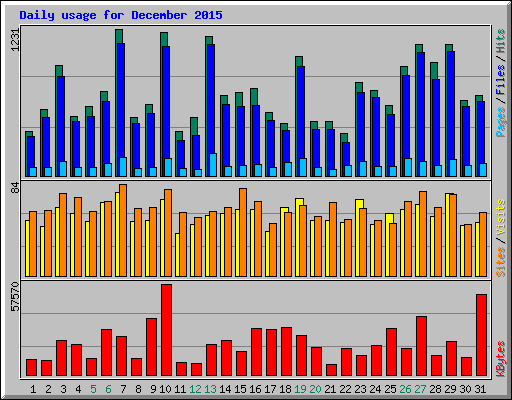 Daily usage for December 2015
1231
Pages / Files / Hits
84
Sites / Visits
57570
KBytes
1 2 3 4 5 6 7 8 9 10 11 12 13 14 15 16 17 18 19 20 21 22 23 24 25 26 27 28 29 30 31